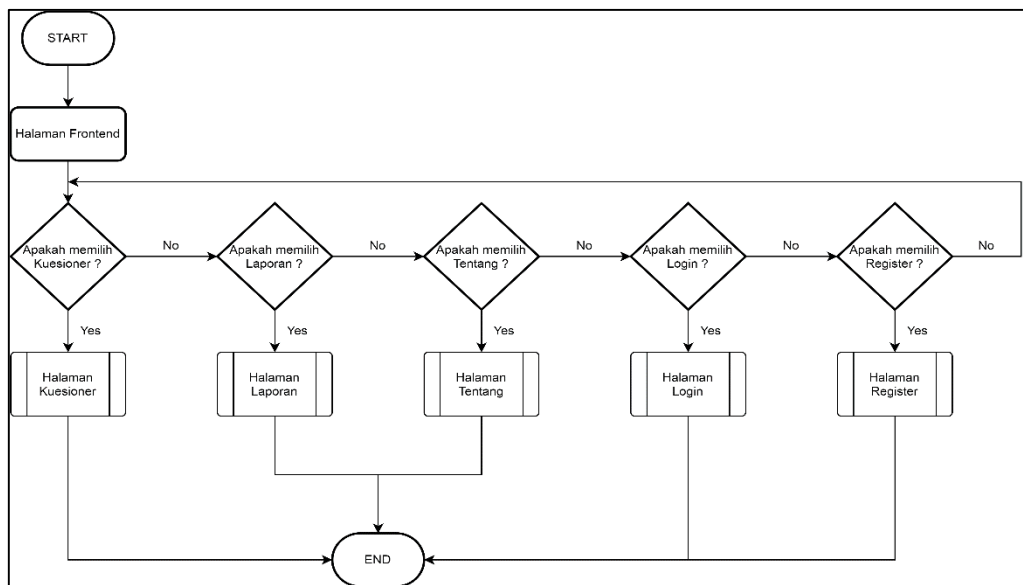 START
Halaman Frontend
Apakah memilih
Kuesioner ?
No
Apakah memilih
Laporan ?
No
Apakah memilih
Tentang ?
No
Apakah memilih
Login ?
No
Apakah memilih
Register ?
No
Yes
Yes
Yes
Yes
Yes
Halaman
Kuesioner
Halaman
Laporan
Halaman
Tentang
Halaman
Login
Halaman
Register
END